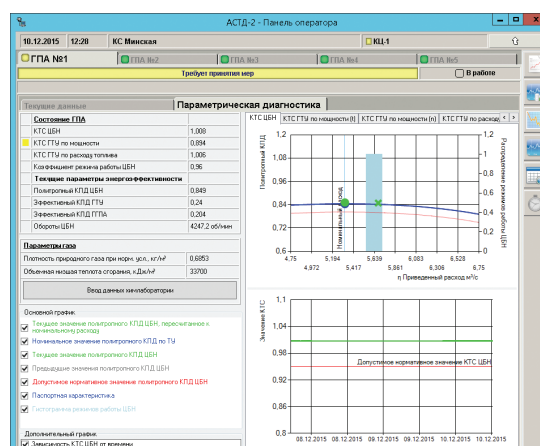 АСТД-2 - Панель оператора
10.12.2015 12:28 КС Минская КЦ-1
ГПА №1 ГПА №2 ГПА №3 ГПА №4 ГПА №5
Требует принятия мер В работе
Текущие данные Параметрическая диагностика
Состояние ГПА
КТС ЦБН 1,008
КТС ГТУ по мощности 0,894
КТС ГТУ по расходу топлива 1,006
Коэффициент режима работы ЦБН 0,96
Текущие параметры энергоэффективности
Политропный КПД ЦБН 0,849
Эффективный КПД ГТУ 0,24
Эффективный КПД ГГПА 0,204
Обороты ЦБН 4247,2 об/мин
Параметры газа
Плотность природного газа при норм. усл., кг/м³ 0,6853
Объемная низшая теплота сгорания, кДж/м³ 33700
Ввод данных химлаборатории
Основной график
Текущее значение политропного КПД ЦБН, пересчитанное к
номинальному расходу
Номинальное значение политропного КПД по ТУ
Текущее значение политропного КПД ЦБН
Предыдущие значения политропного КПД ЦБН
Допустимое нормативное значение политропного КПД ЦБН
Паспортная характеристика
Гистограмма режимов работы ЦБН
Дополнительный график
Зависимость КТС ЦБН от времени
КТС ЦБН КТС ГТУ по мощности (t) КТС ГТУ по мощности (n) КТС ГТУ по расходу
Политропный КПД
1,2
1,08
0,96
0,84
0,72
0,6
Номинальный расход
1,2
1
0,8
0,6
0,4
0,2
0
Распределение режимов работы ЦБН
4,75 5,194 5,639 6,083 6,528
4,972 5,417 5,861 6,306 6,75
η Приведенный расход м³/с
Значение КТС
1,1
1,04
0,98
0,92
0,86
0,8
Допустимое нормативное значение КТС ЦБН
08.12.2015 08.12.2015 09.12.2015 09.12.2015 10.12.2015 10.12.2015